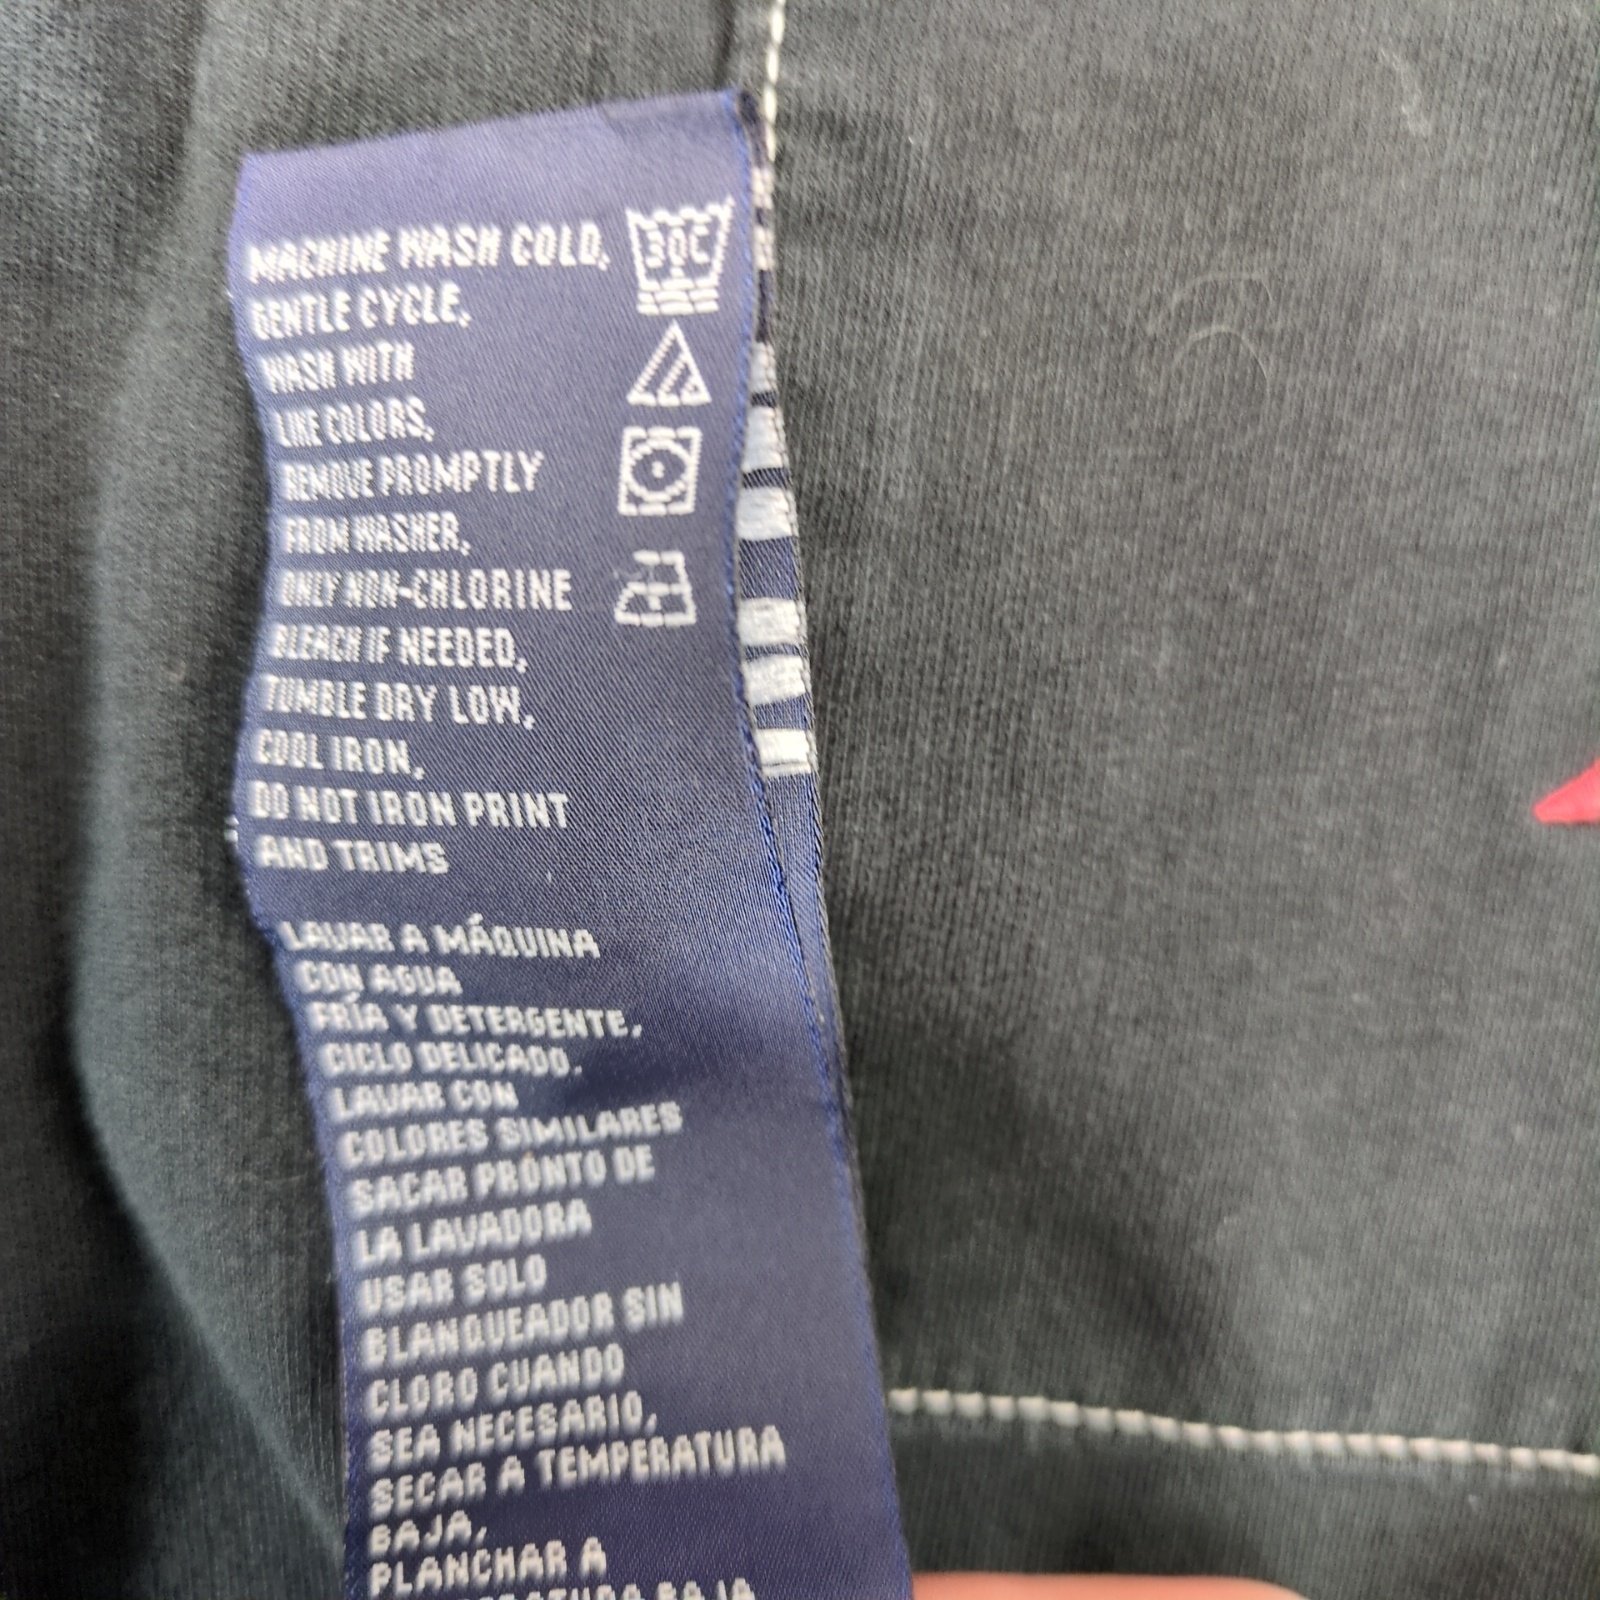 MACHINE WASH COLD,
30C
GENTLE CYCLE,
WASH WITH
LIKE COLORS,
REMOVE PROMPTLY
FROM WASHER,
ONLY NON-CHLORINE
BLEACH IF NEEDED,
TUMBLE DRY LOW,
COOL IRON,
DO NOT IRON PRINT
AND TRIMS
LAVAR A MÁQUINA
CON AGUA
FRÍA Y DETERGENTE,
CICLO DELICADO,
LAVAR CON
COLORES SIMILARES
SACAR PRONTO DE
LA LAVADORA
USAR SOLO
BLANQUEADOR SIN
CLORO CUANDO
SEA NECESARIO,
SECAR A TEMPERATURA
BAJA,
PLANCHAR A
BAJA